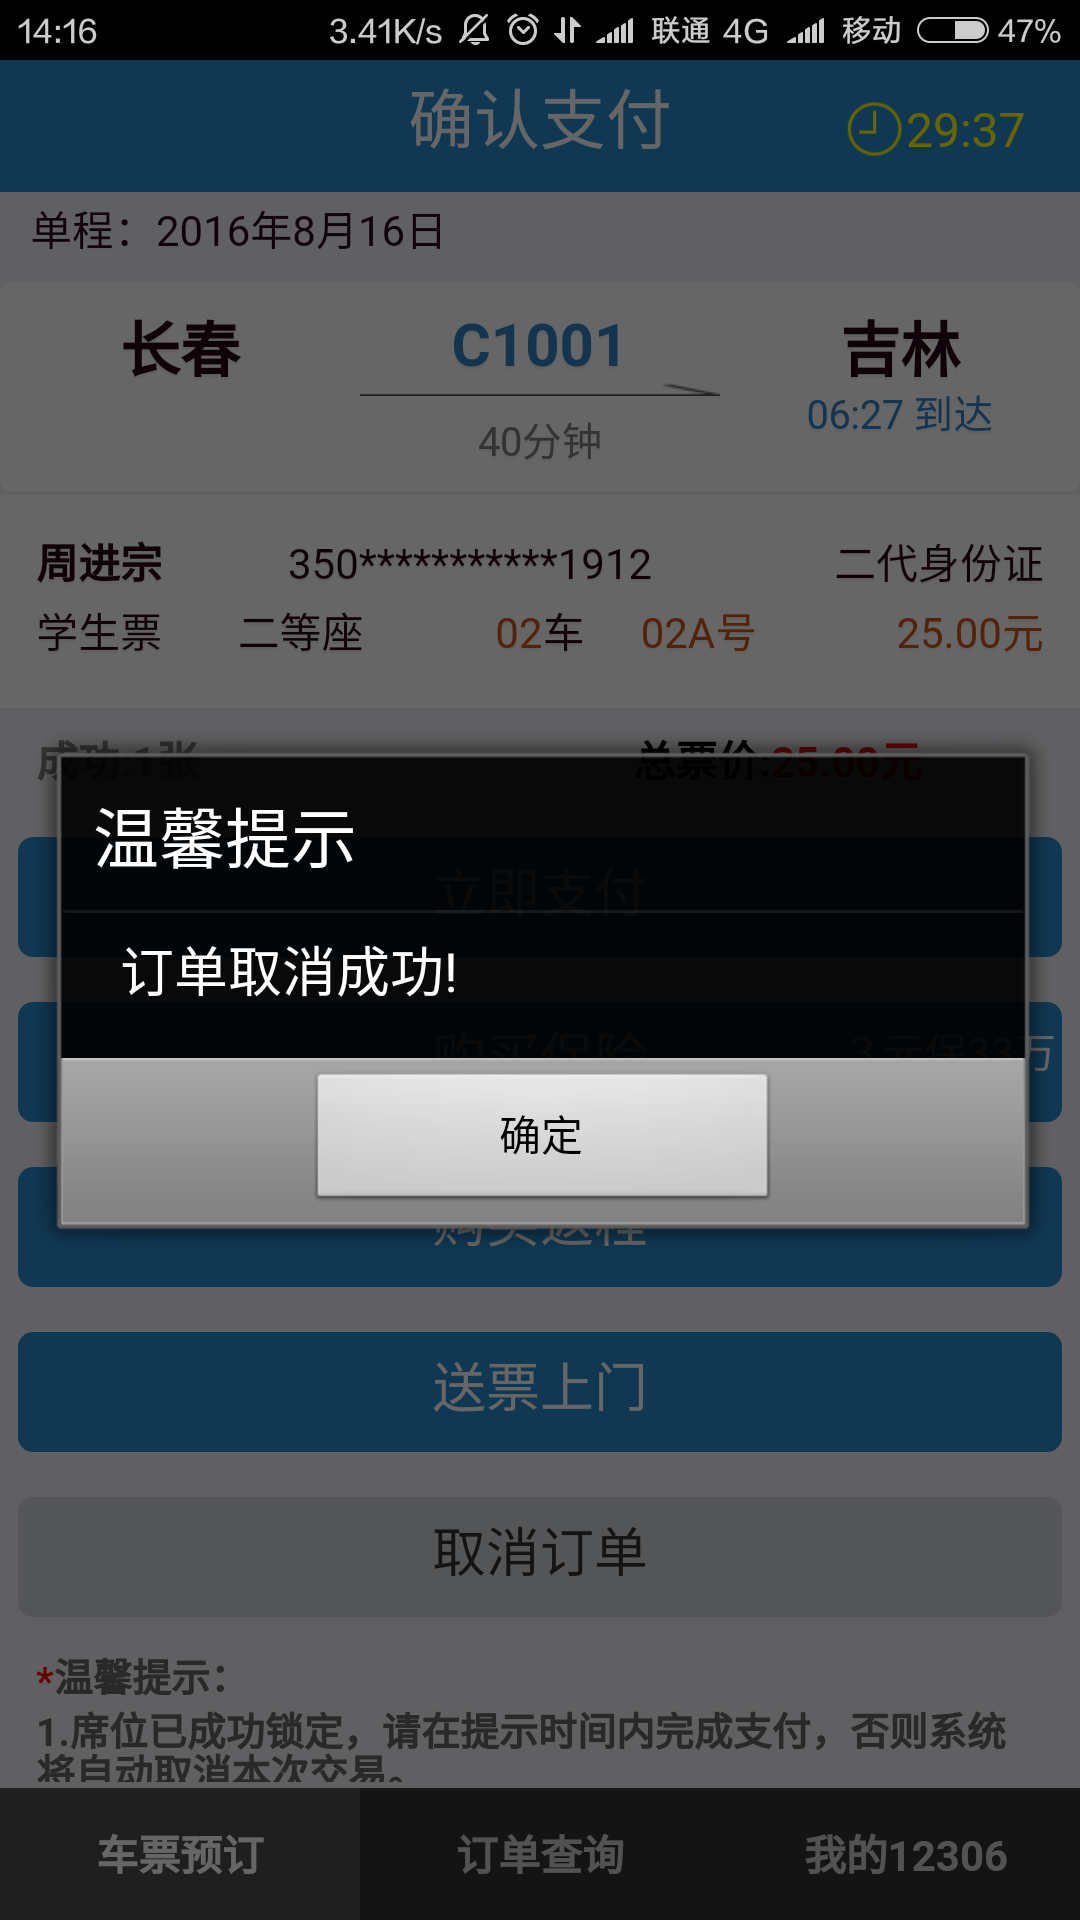 14:16 3.41K/s 联通 4G 移动 47%
确认支付 29:37
单程：2016年8月16日
长春 C1001 吉林
06:27 到达
40分钟
周进宗 350***********1912 二代身份证
学生票 二等座 02车 02A号 25.00元
成功:1张 总票价:25.00元
温馨提示
立即支付
订单取消成功!
购买保险 3元保33万
确定
购买返程
送票上门
取消订单
*温馨提示：
1.席位已成功锁定，请在提示时间内完成支付，否则系统
将自动取消本次交易。
车票预订 订单查询 我的12306